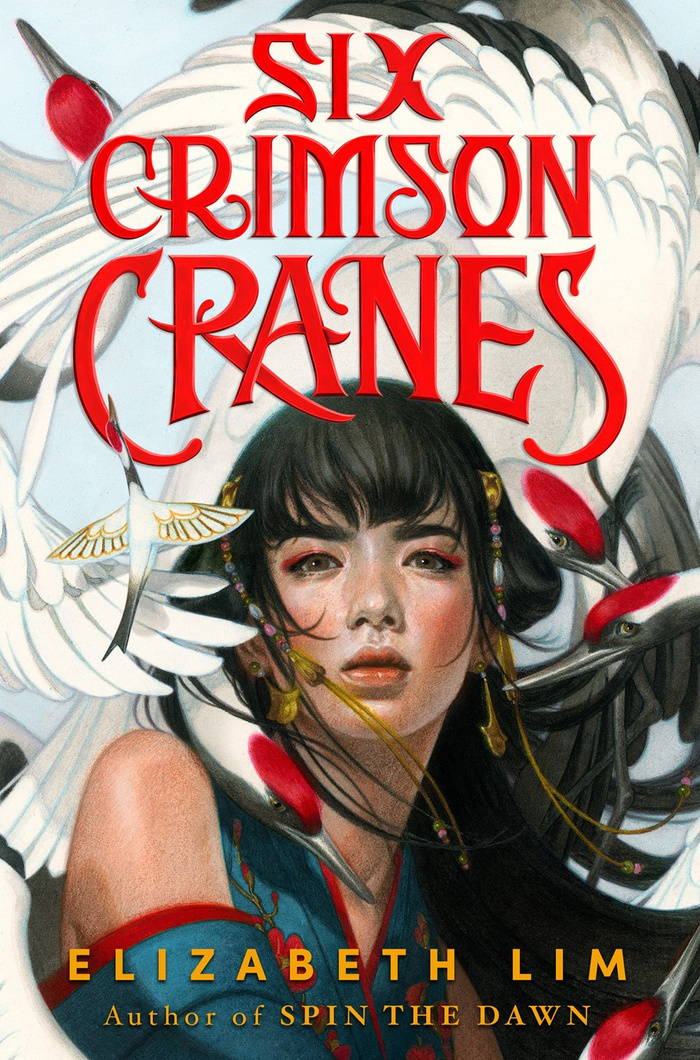 SIX
CRIMSON
CRANES
ELIZABETH LIM
Author of SPIN THE DAWN